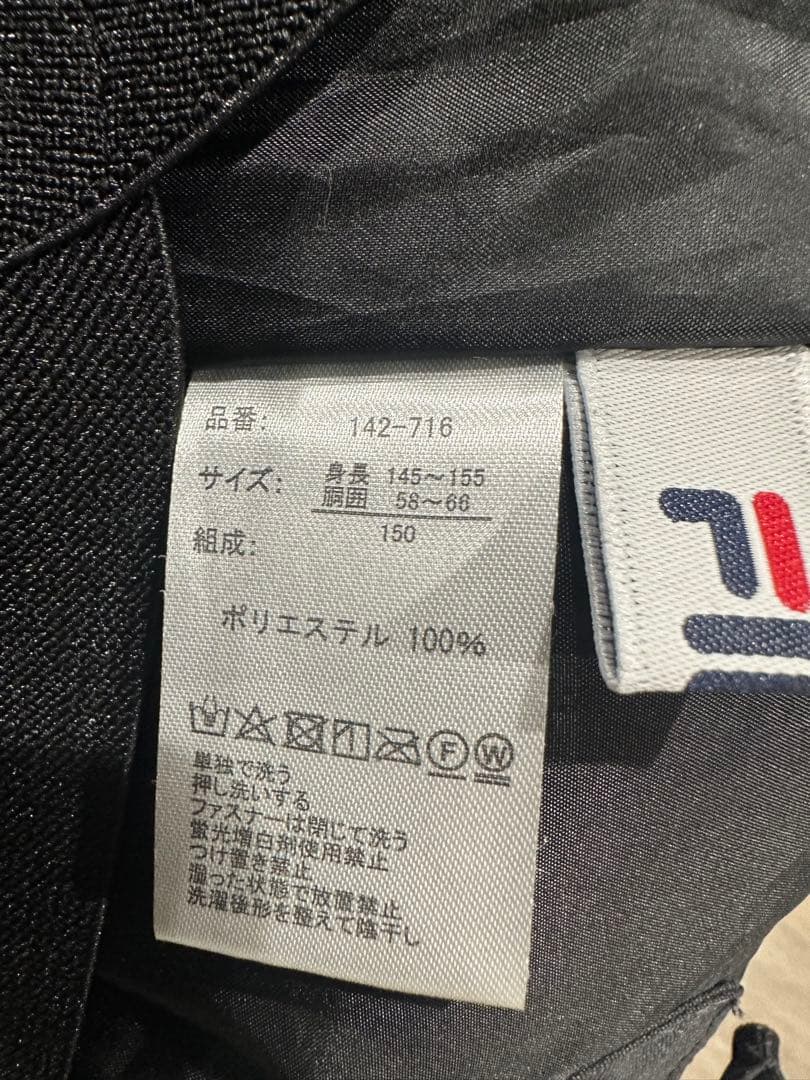 品番: 142-716
サイズ: 身長 145～155
胴囲 58～66
150
組成:
ポリエステル 100%
F W
単独で洗う
押し洗いする
ファスナーは閉じて洗う
蛍光増白剤使用禁止
つけ置き禁止
湿った状態で放置禁止
洗濯後形を整えて陰干し